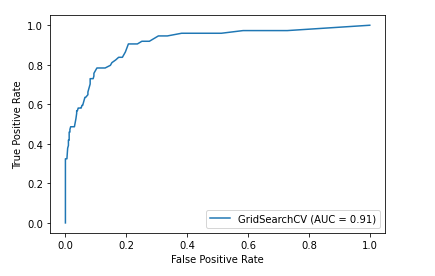 1.0
0.8
0.6
0.4
0.2
0.0
True Positive Rate
GridSearchCV (AUC = 0.91)
0.0 0.2 0.4 0.6 0.8 1.0
False Positive Rate